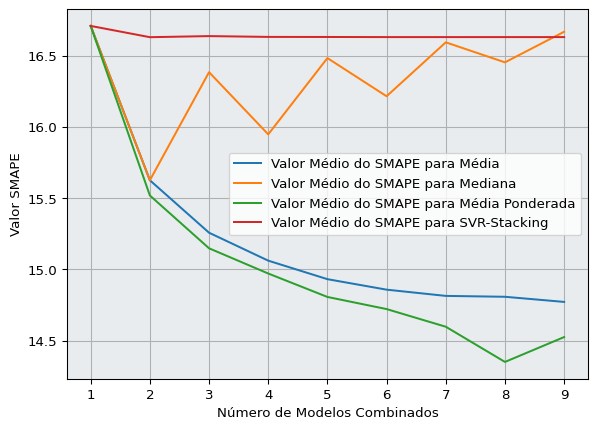 16.5
16.0
15.5
15.0
14.5
Valor SMAPE
Valor Médio do SMAPE para Média
Valor Médio do SMAPE para Mediana
Valor Médio do SMAPE para Média Ponderada
Valor Médio do SMAPE para SVR-Stacking
1 2 3 4 5 6 7 8 9
Número de Modelos Combinados